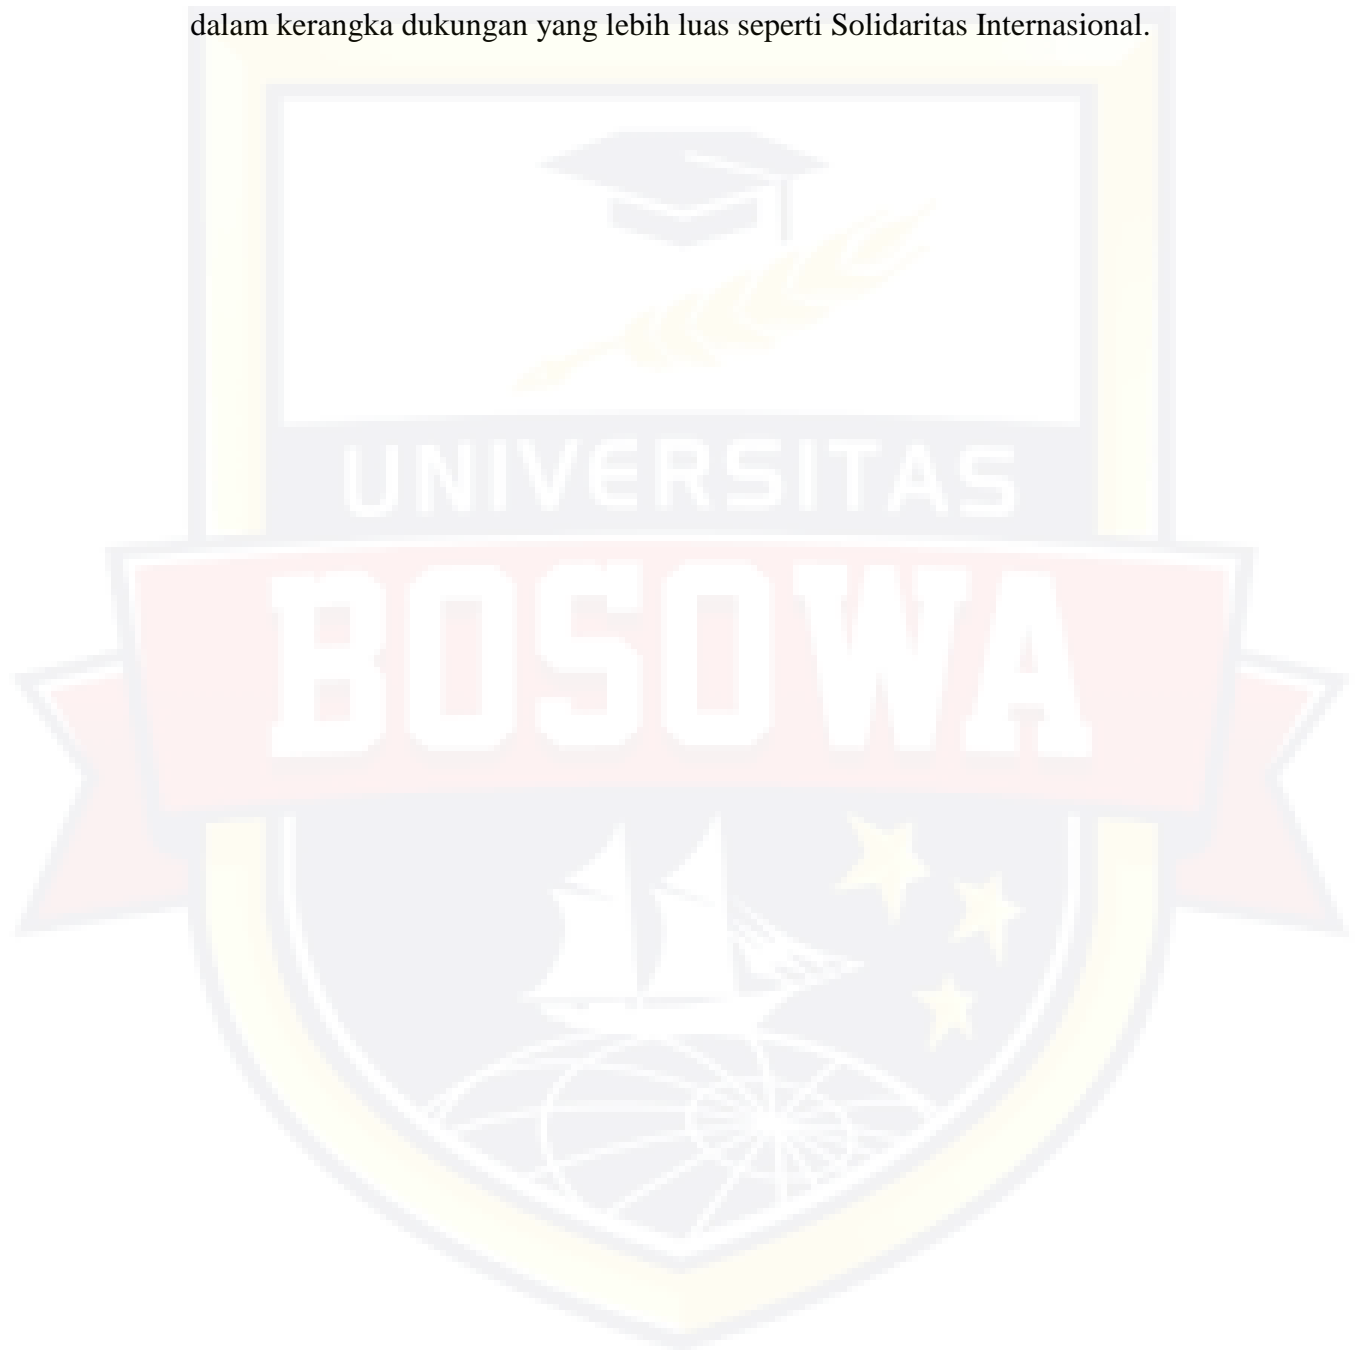 dalam kerangka dukungan yang lebih luas seperti Solidaritas Internasional.
UNIVERSITAS
BOSOWA